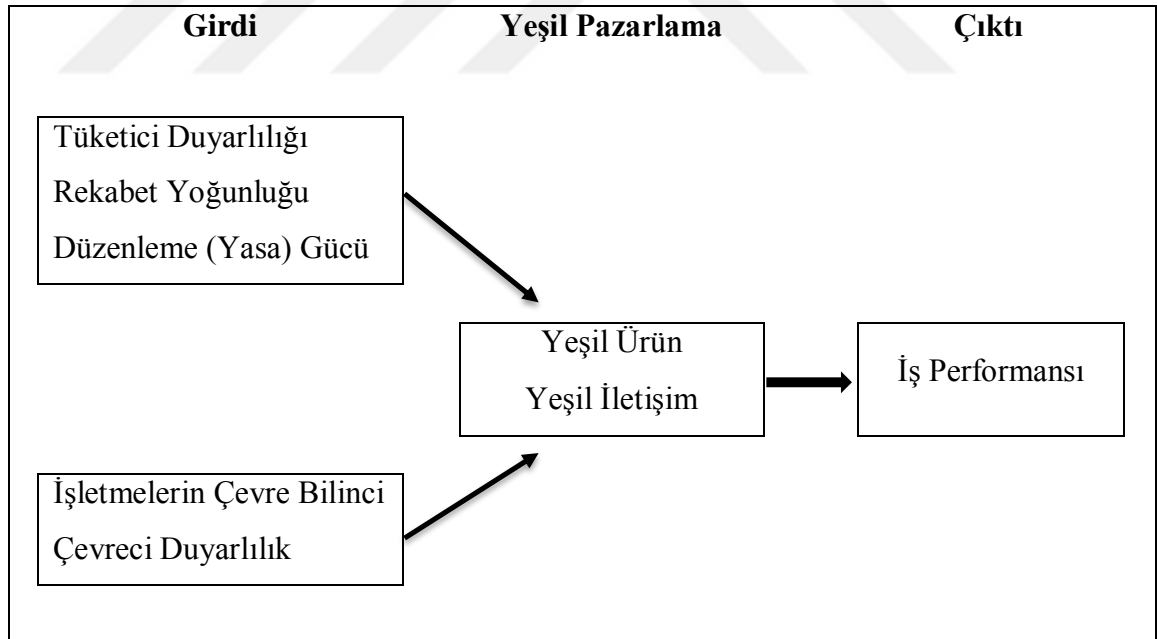 Girdi Yeşil Pazarlama Çıktı
Tüketici Duyarlılığı
Rekabet Yoğunluğu
Düzenleme (Yasa) Gücü
Yeşil Ürün
Yeşil İletişim
İş Performansı
İşletmelerin Çevre Bilinci
Çevreci Duyarlılık